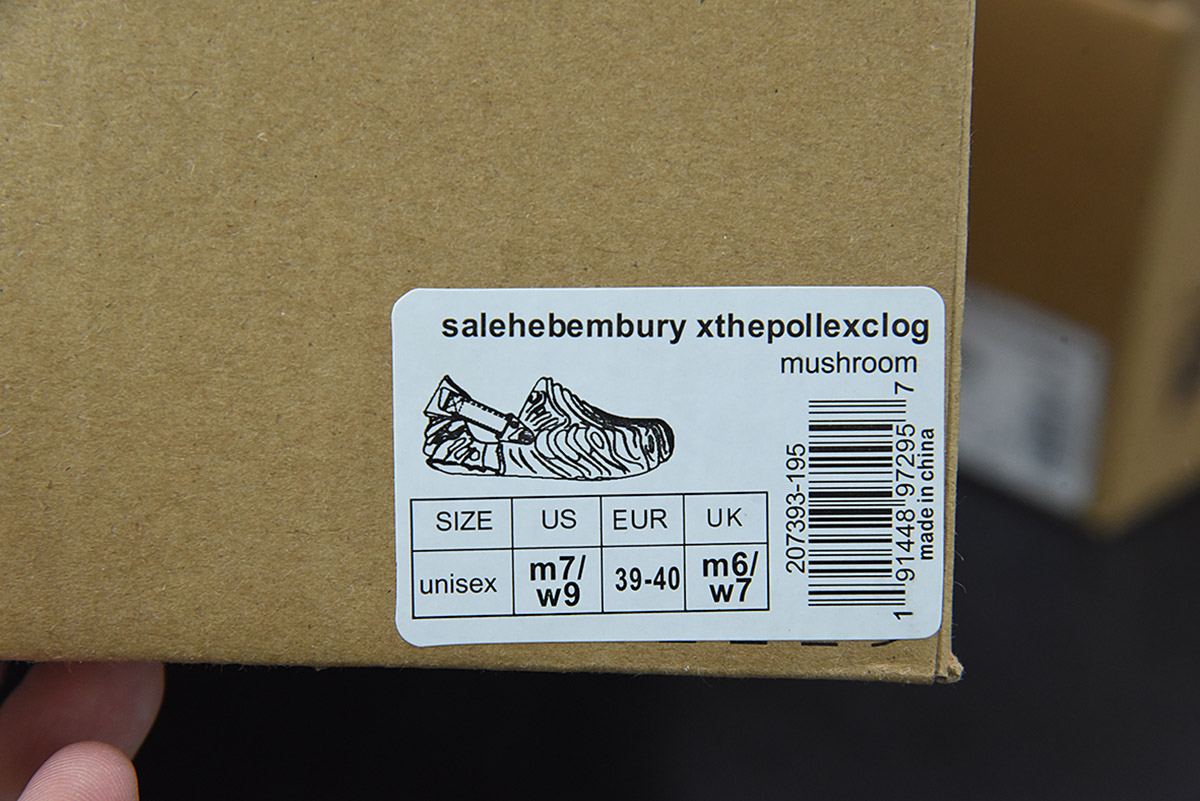 salehebembury xthepollexclog
mushroom
SIZE US EUR UK
unisex m7/w9 39-40 m6/w7
207393-195
1 91448 97295 7
made in china